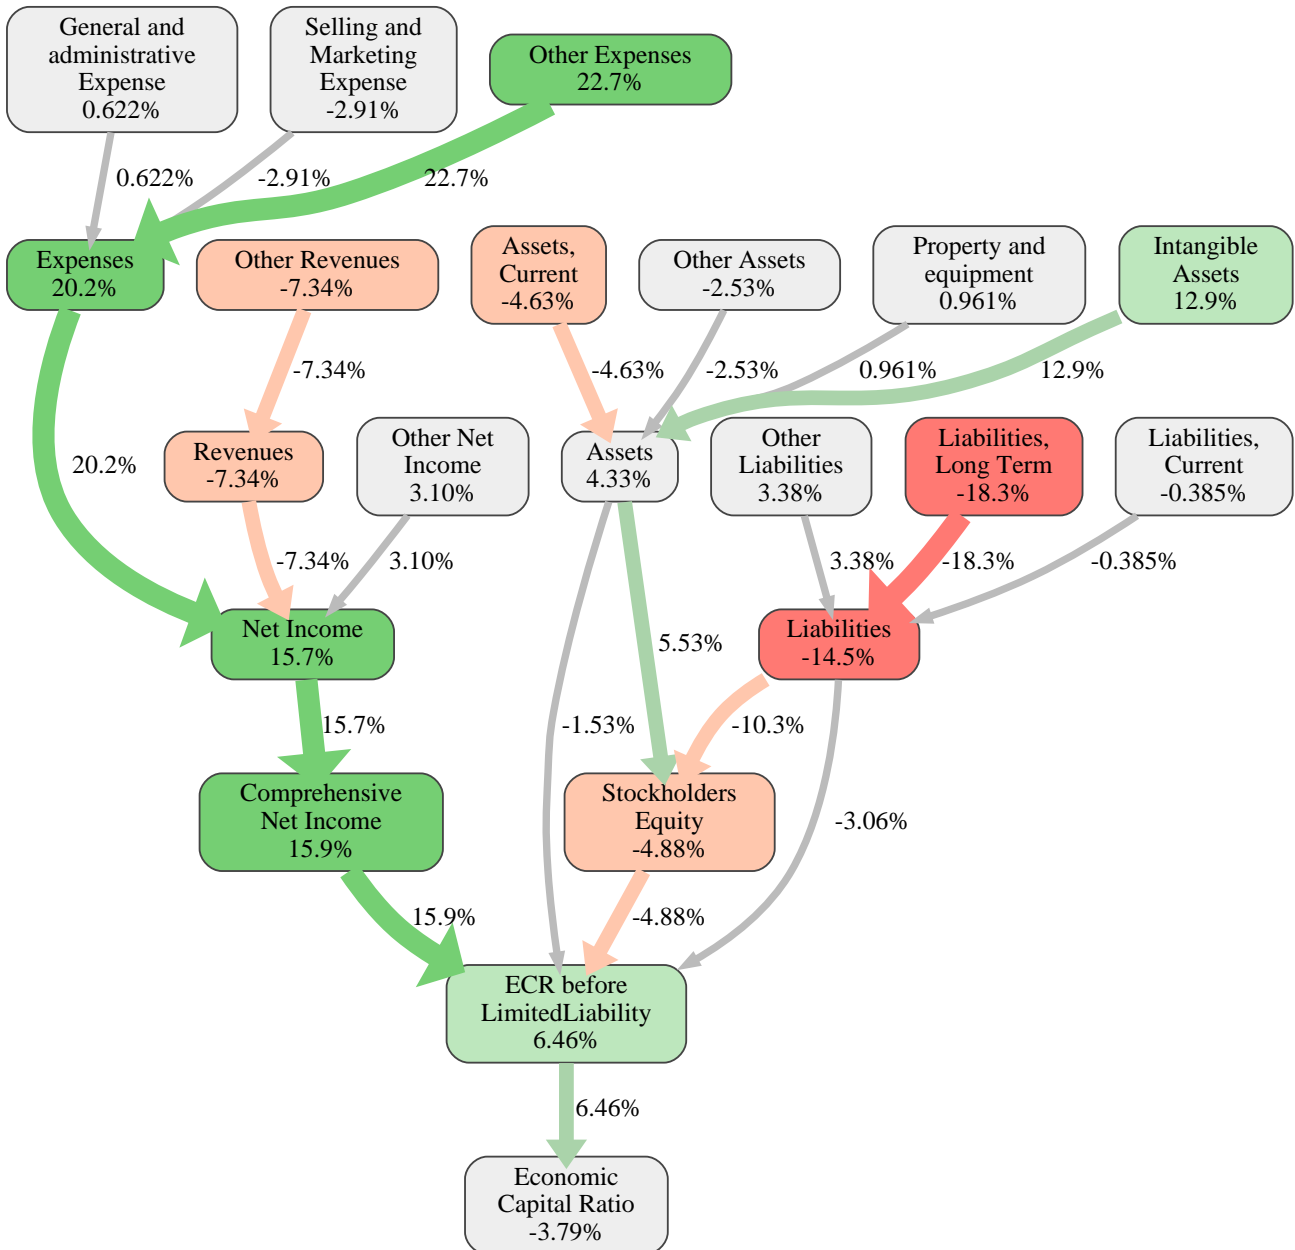 General and
administrative
Expense
0.622%
Selling and
Marketing
Expense
-2.91%
Other Expenses
22.7%
0.622%
-2.91%
22.7%
Expenses
20.2%
Other Revenues
-7.34%
Assets,
Current
-4.63%
Other Assets
-2.53%
Property and
equipment
0.961%
Intangible
Assets
12.9%
-7.34%
-4.63%
-2.53%
0.961%
12.9%
20.2%
Revenues
-7.34%
Other Net
Income
3.10%
Assets
4.33%
Other
Liabilities
3.38%
Liabilities,
Long Term
-18.3%
Liabilities,
Current
-0.385%
-7.34%
3.10%
3.38%
-18.3%
-0.385%
Net Income
15.7%
5.53%
Liabilities
-14.5%
15.7%
-1.53%
-10.3%
Comprehensive
Net Income
15.9%
Stockholders
Equity
-4.88%
-3.06%
15.9%
-4.88%
ECR before
LimitedLiability
6.46%
6.46%
Economic
Capital Ratio
-3.79%